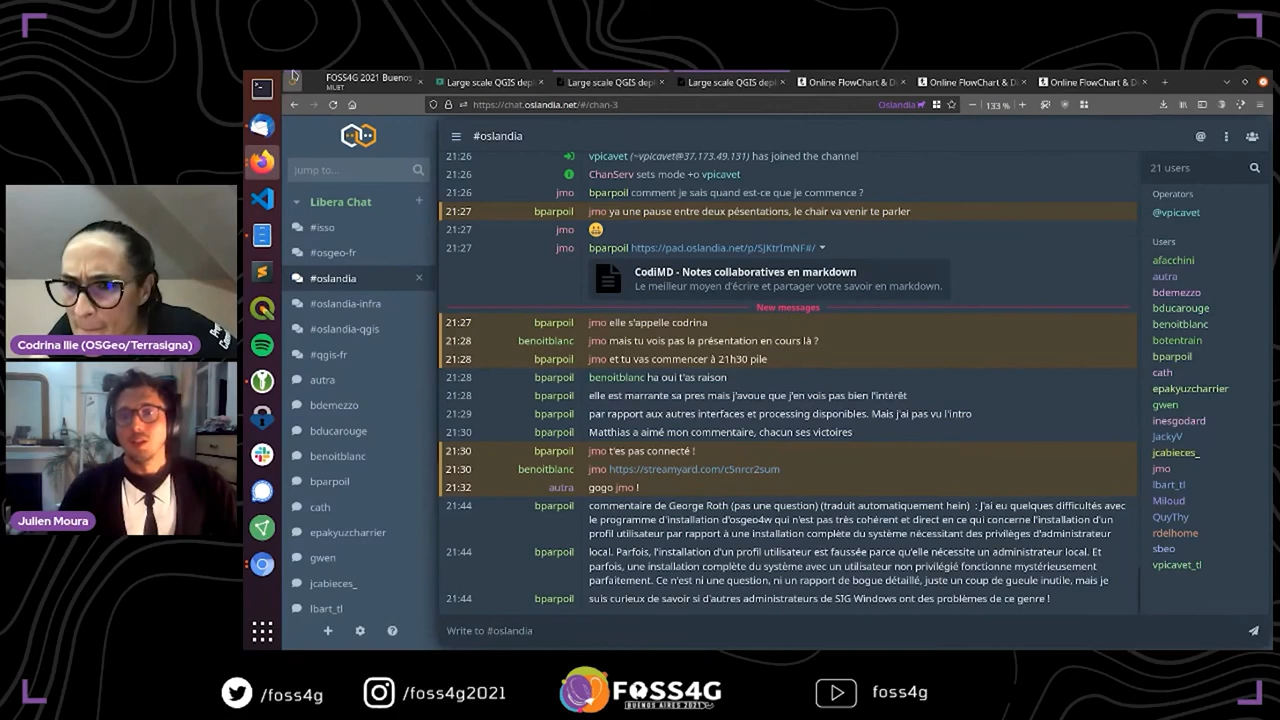 FOSS4G 2021 Buenos
MUET
Large scale QGIS dep
Large scale QGIS depl
Large scale QGIS depl
Online FlowChart & Di
Online FlowChart & Di
Online FlowChart & Di
https://chat.oslandia.net/#/chan-3
Oslandia
133 %
Jump to...
Libera Chat
#isso
#osgeo-fr
#oslandia
#oslandia-infra
#oslandia-qgis
#qgis-fr
autra
bdemezzo
bducarouge
benoitblanc
bparpoil
cath
epakyuzcharrier
gwen
jcabieces_
lbart_tl
#oslandia
21:26 vpicavet (~vpicavet@37.173.49.131) has joined the channel
21:26 ChanServ sets mode +o vpicavet
21:26 jmo bparpoil comment je sais quand est-ce que je commence ?
21:27 bparpoil jmo ya une pause entre deux pésentations, le chair va venir te parler
21:27 jmo 😀
21:27 jmo bparpoil https://pad.oslandia.net/p/SJKtrImNF#/
CodiMD - Notes collaboratives en markdown
Le meilleur moyen d'écrire et partager votre savoir en markdown.
New messages
21:27 bparpoil jmo elle s'appelle codrina
21:28 benoitblanc jmo mais tu vois pas la présentation en cours là ?
21:28 bparpoil jmo et tu vas commencer à 21h30 pile
21:28 bparpoil benoitblanc ha oui t'as raison
21:28 bparpoil elle est marrante sa pres mais j'avoue que j'en vois pas bien l'intérêt
21:29 bparpoil par rapport aux autres interfaces et processing disponibles. Mais j'ai pas vu l'intro
21:30 bparpoil Matthias a aimé mon commentaire, chacun ses victoires
21:30 bparpoil jmo t'es pas connecté !
21:30 benoitblanc jmo https://streamyard.com/c5nrcr2sum
21:32 autra gogo jmo !
21:44 bparpoil commentaire de George Roth (pas une question) (traduit automatiquement hein) : J'ai eu quelques difficultés avec
le programme d'installation d'osgeo4w qui n'est pas très cohérent et direct en ce qui concerne l'installation d'un
profil utilisateur par rapport à une installation complète du système nécessitant des privilèges d'administrateur
21:44 bparpoil local. Parfois, l'installation d'un profil utilisateur est faussée parce qu'elle nécessite un administrateur local. Et
parfois, une installation complète du système avec un utilisateur non privilégié fonctionne mystérieusement
parfaitement. Ce n'est ni une question, ni un rapport de bogue détaillé, juste un coup de gueule inutile, mais je
21:44 bparpoil suis curieux de savoir si d'autres administrateurs de SIG Windows ont des problèmes de ce genre !
Write to #oslandia
21 users
Operators
@vpicavet
Users
afacchini
autra
bdemezzo
bducarouge
benoitblanc
botentrain
bparpoil
cath
epakyuzcharrier
gwen
inesgodard
JackyV
jcabieces_
jmo
lbart_tl
Miloud
QuyThy
rdelhome
sbeo
vpicavet_tl
Codrina Ilie (OSGeo/Terrasigna)
Julien Moura
/foss4g
/foss4g2021
FOSS4G
BUENOS AIRES 2021
foss4g